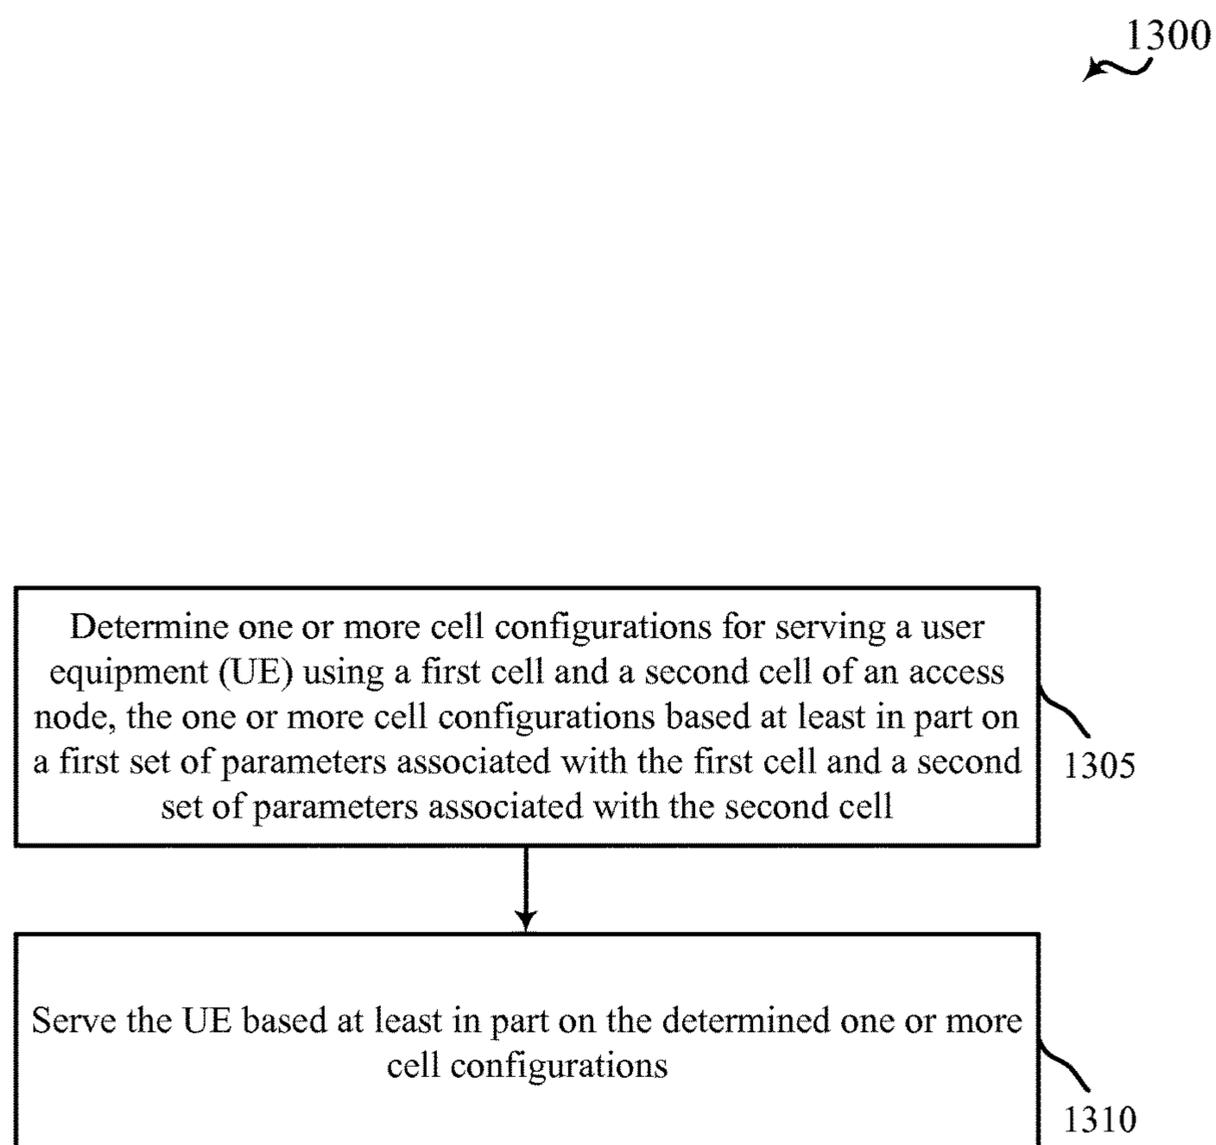 1300
Determine one or more cell configurations for serving a user
equipment (UE) using a first cell and a second cell of an access
node, the one or more cell configurations based at least in part on
a first set of parameters associated with the first cell and a second
set of parameters associated with the second cell
1305
Serve the UE based at least in part on the determined one or more
cell configurations
1310